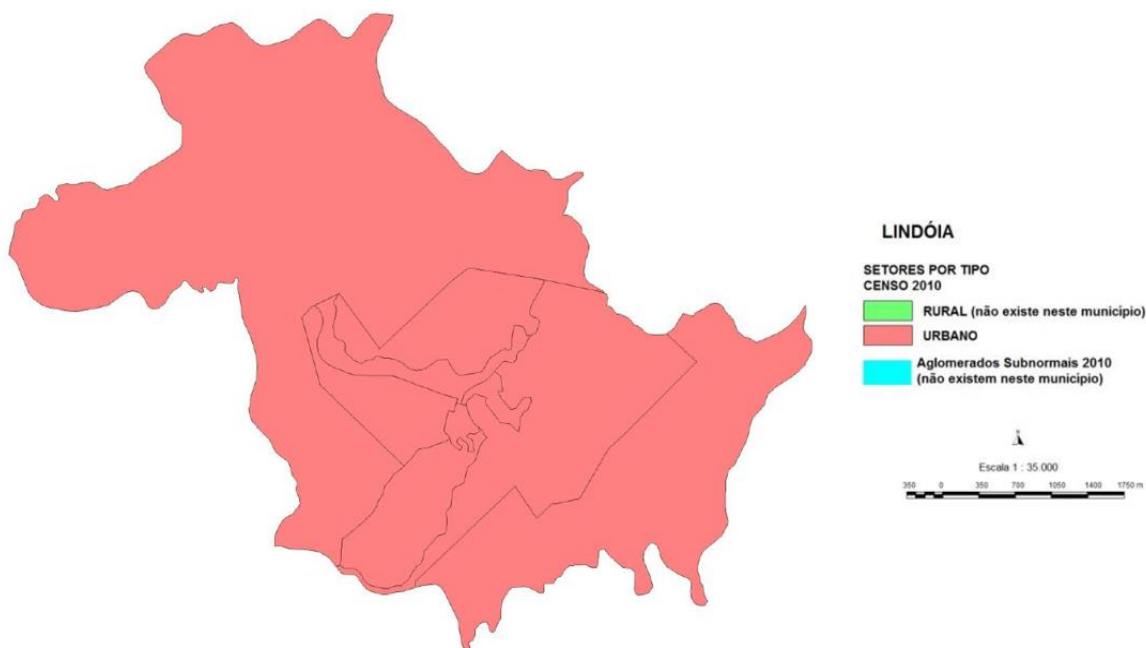 LINDÓIA
SETORES POR TIPO
CENSO 2010
RURAL (não existe neste município)
URBANO
Aglomerados Subnormais 2010
(não existem neste municipio)
N
Escala 1 : 35.000
350 0 350 700 1050 1400 1750 m